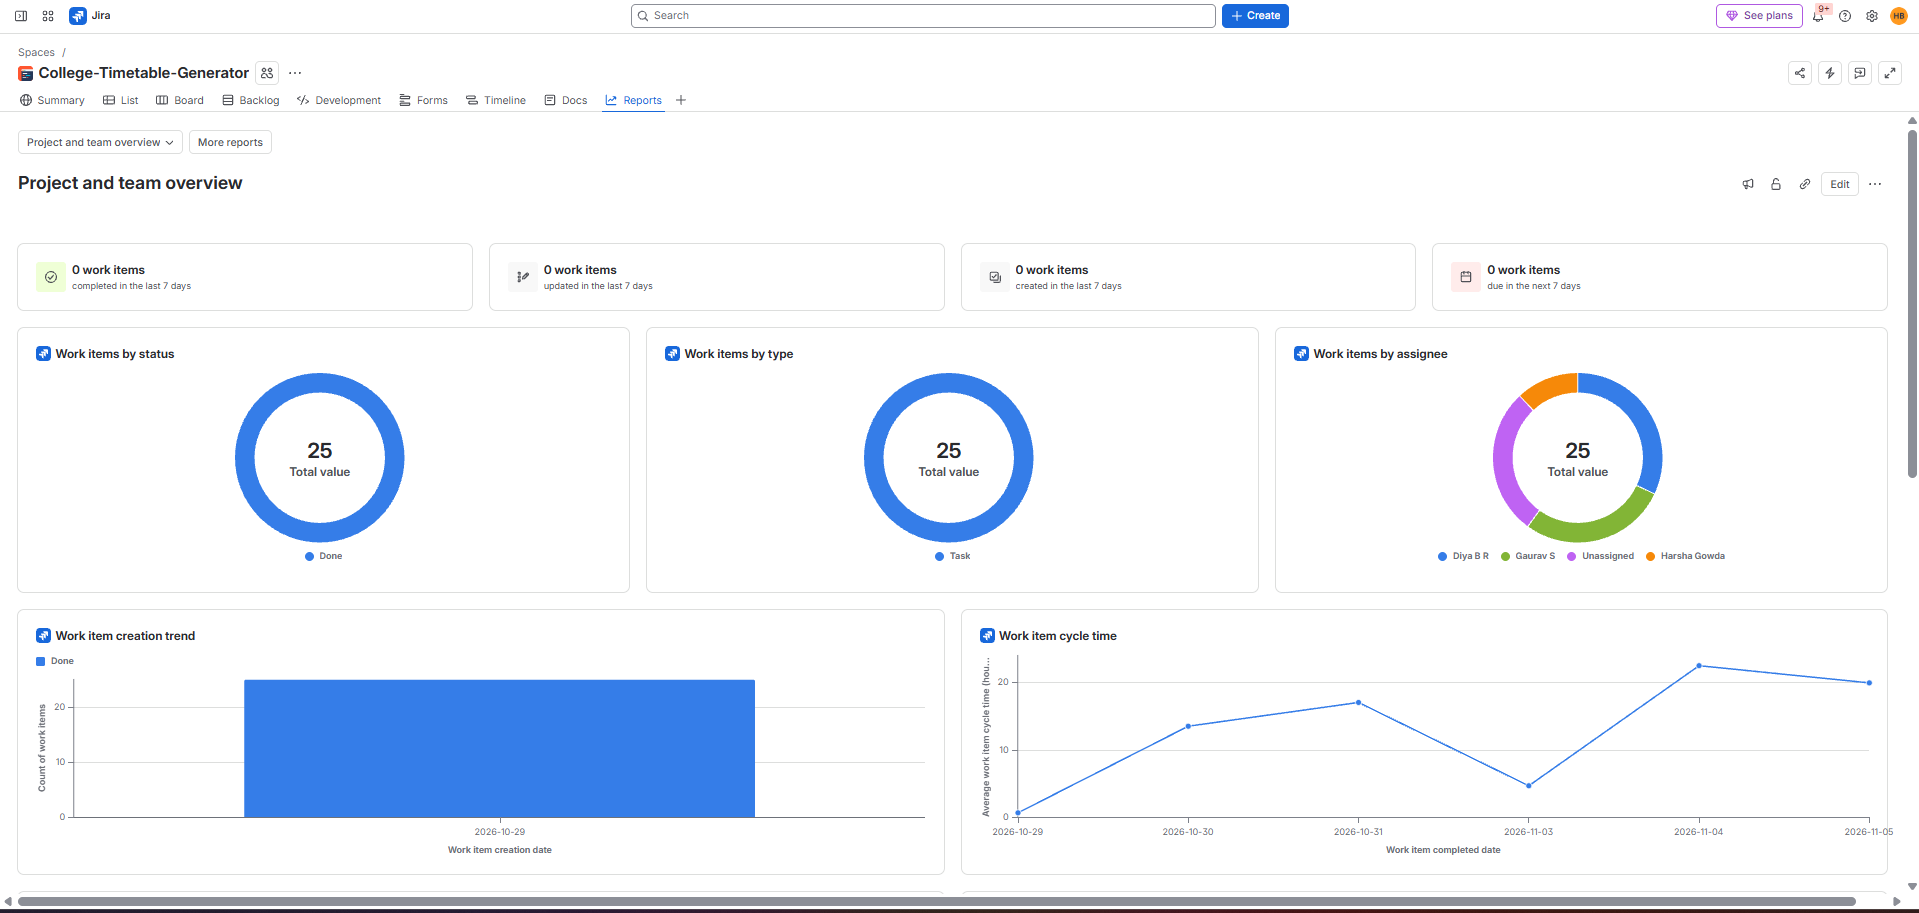 Jira
Search
Create
See plans
9+
HB
Spaces /
College-Timetable-Generator
Summary
List
Board
Backlog
Development
Forms
Timeline
Docs
Reports
Project and team overview
More reports
Project and team overview
Edit
0 work items
completed in the last 7 days
0 work items
updated in the last 7 days
0 work items
created in the last 7 days
0 work items
due in the next 7 days
Work items by status
25
Total value
Done
Work items by type
25
Total value
Task
Work items by assignee
25
Total value
Diya B R
Gaurav S
Unassigned
Harsha Gowda
Work item creation trend
Done
Count of work items
20
10
0
2026-10-29
Work item creation date
Work item cycle time
Average work item cycle time (hou...
20
10
0
2026-10-29
2026-10-30
2026-10-31
2026-11-03
2026-11-04
2026-11-05
Work item completed date